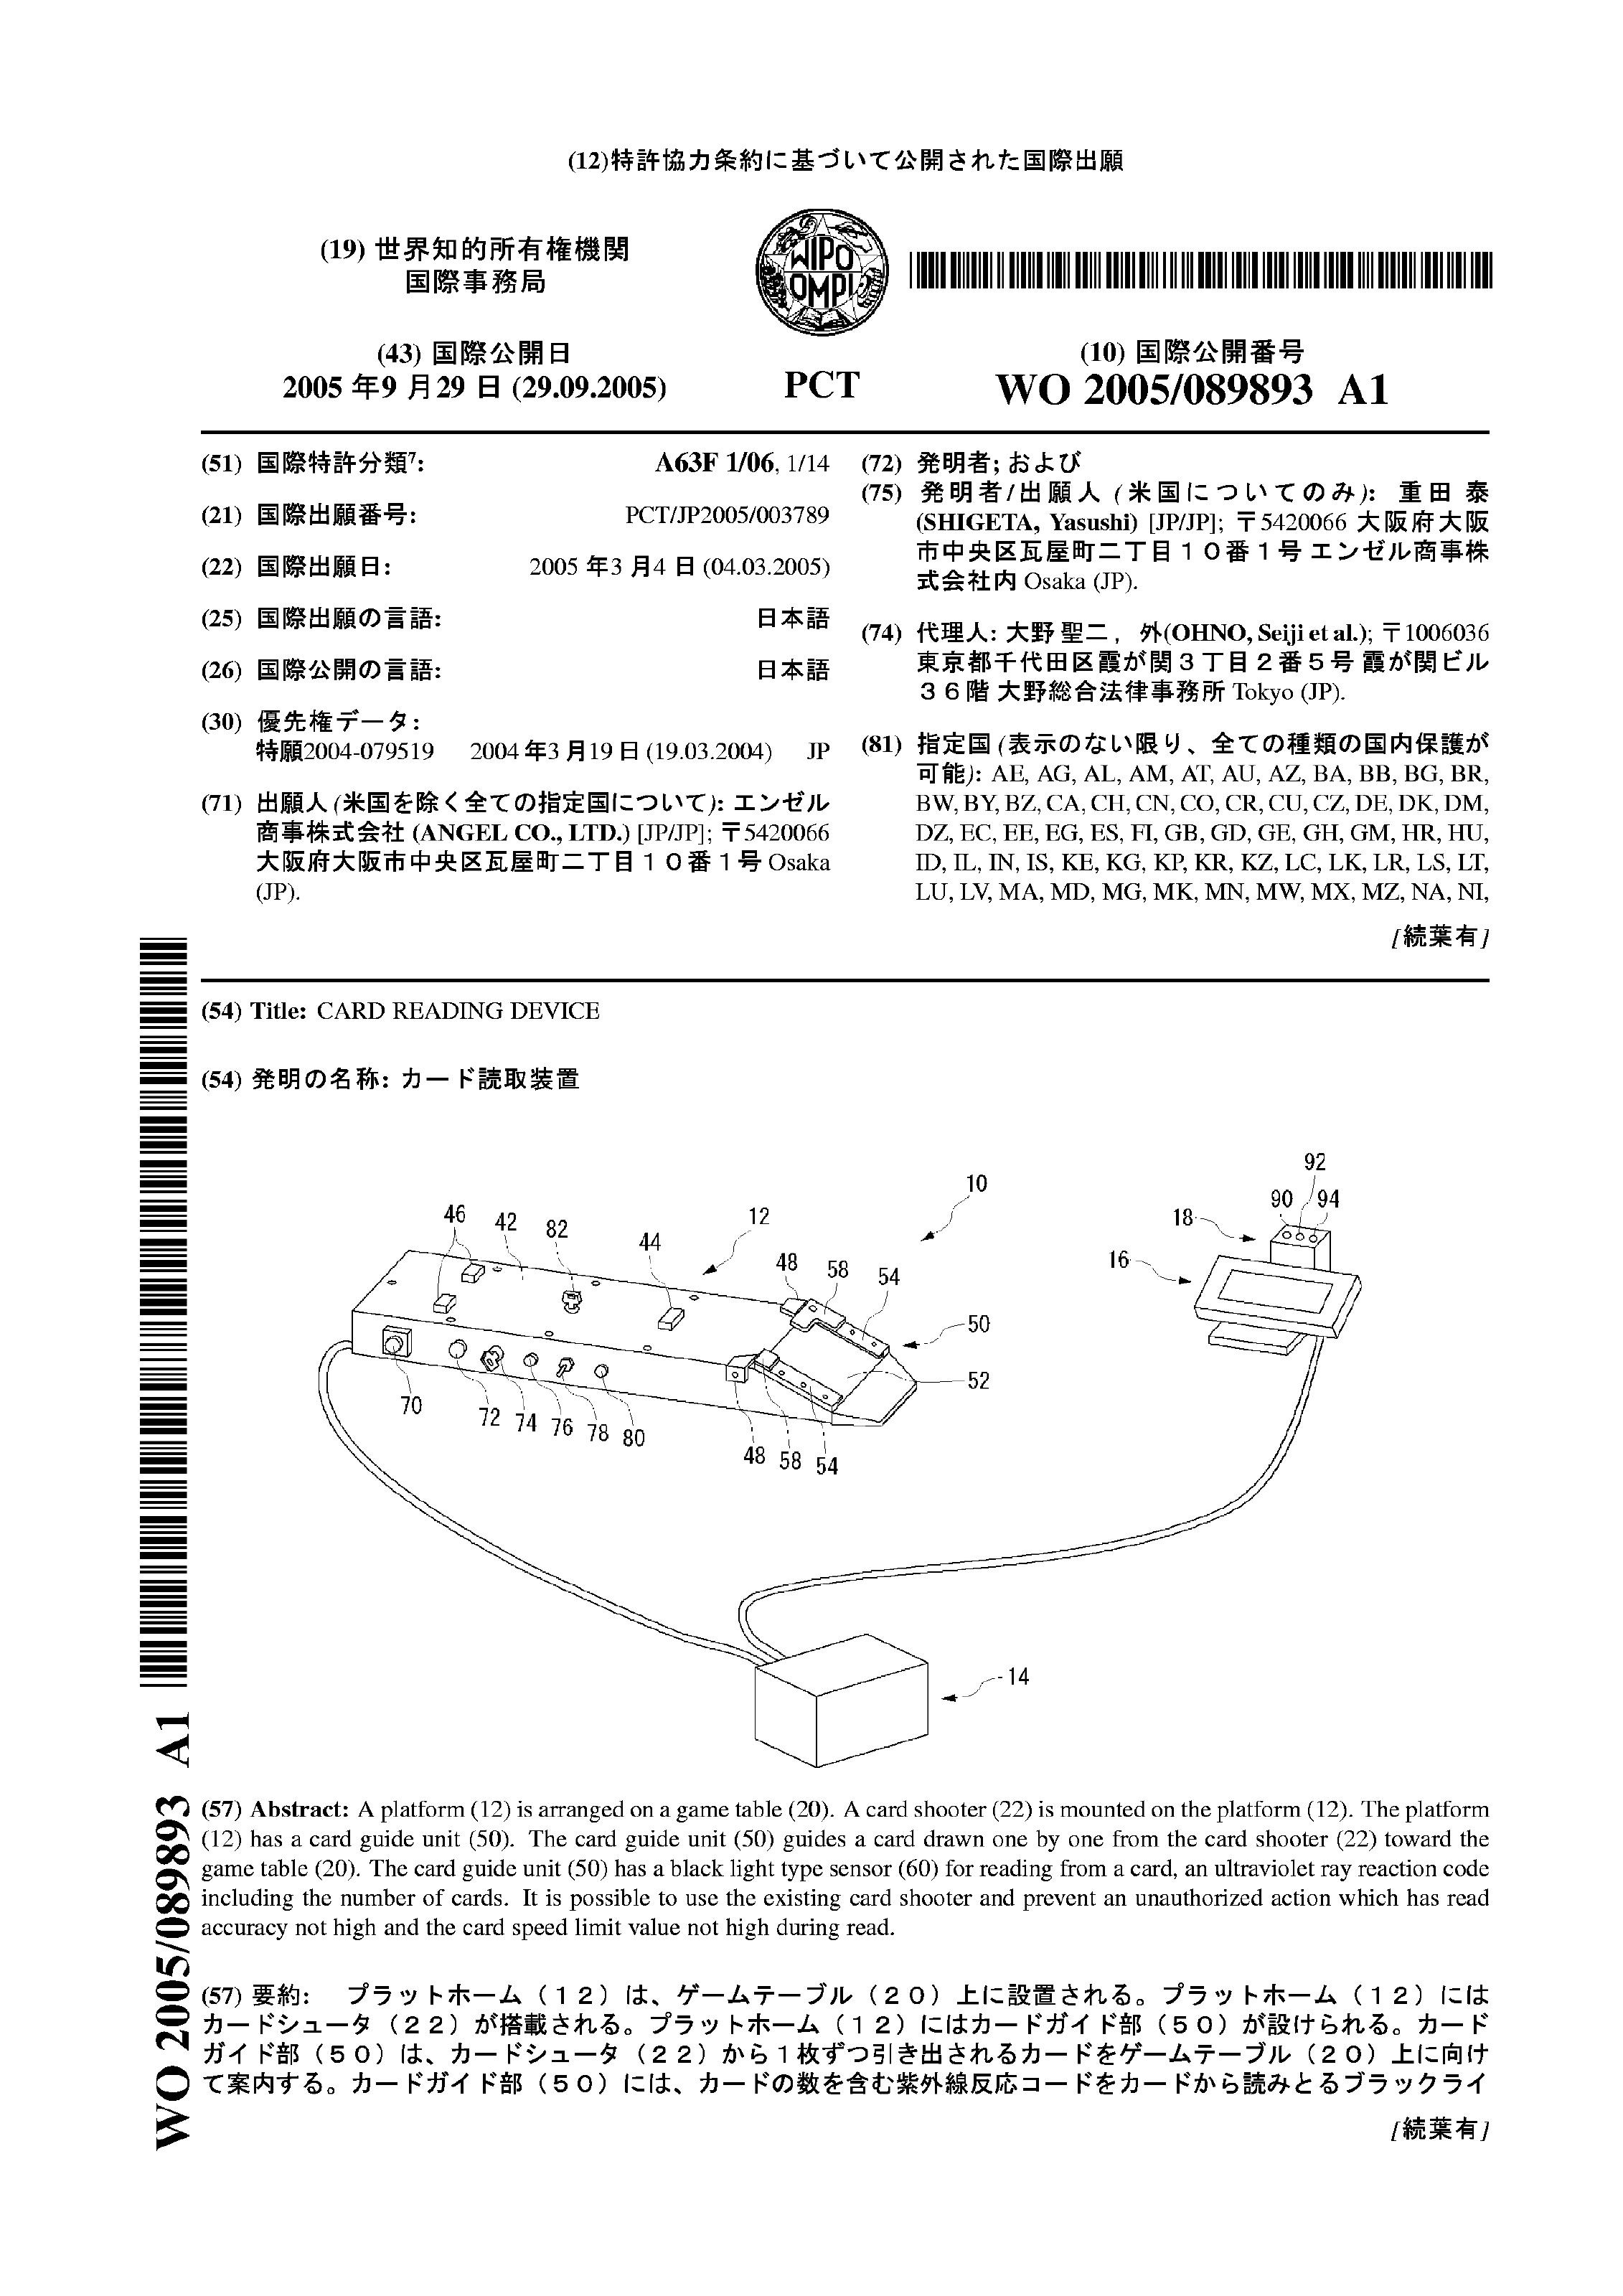 (12)特許協力条約に基づいて公開された国際出願
(19) 世界知的所有権機関
国際事務局
WIPO
OMPI
(43) 国際公開日
2005 年9 月29 日 (29.09.2005)
PCT
(10) 国際公開番号
WO 2005/089893 A1
(51) 国際特許分類7: A63F 1/06, 1/14
(21) 国際出願番号: PCT/JP2005/003789
(22) 国際出願日: 2005 年3 月4 日 (04.03.2005)
(25) 国際出願の言語: 日本語
(26) 国際公開の言語: 日本語
(30) 優先権データ:
特願2004-079519 2004 年3 月19 日 (19.03.2004) JP
(71) 出願人 (米国を除く全ての指定国について): エンゼル
商事株式会社 (ANGEL CO., LTD.) [JP/JP]; 〒5420066
大阪府大阪市中央区瓦屋町二丁目１０番１号 Osaka
(JP).
(72) 発明者; および
(75) 発明者/出願人 (米国についてのみ): 重田 泰
(SHIGETA, Yasushi) [JP/JP]; 〒5420066 大阪府大阪
市中央区瓦屋町二丁目１０番１号 エンゼル商事株
式会社内 Osaka (JP).
(74) 代理人: 大野 聖二, 外(OHNO, Seiji et al.); 〒1006036
東京都千代田区霞が関３丁目２番５号 霞が関ビル
３６階 大野総合法律事務所 Tokyo (JP).
(81) 指定国 (表示のない限り、全ての種類の国内保護が
可能): AE, AG, AL, AM, AT, AU, AZ, BA, BB, BG, BR,
BW, BY, BZ, CA, CH, CN, CO, CR, CU, CZ, DE, DK, DM,
DZ, EC, EE, EG, ES, FI, GB, GD, GE, GH, GM, HR, HU,
ID, IL, IN, IS, KE, KG, KP, KR, KZ, LC, LK, LR, LS, LT,
LU, LV, MA, MD, MG, MK, MN, MW, MX, MZ, NA, NI,
[続葉有]
(54) Title: CARD READING DEVICE
(54) 発明の名称: カード読取装置
92
10
90 94
46 42 82 12 18
44
48 58 54
16
50
52
70
72 74 76 78 80
48 58 54
14
(57) Abstract: A platform (12) is arranged on a game table (20). A card shooter (22) is mounted on the platform (12). The platform
(12) has a card guide unit (50). The card guide unit (50) guides a card drawn one by one from the card shooter (22) toward the
game table (20). The card guide unit (50) has a black light type sensor (60) for reading from a card, an ultraviolet ray reaction code
including the number of cards. It is possible to use the existing card shooter and prevent an unauthorized action which has read
accuracy not high and the card speed limit value not high during read.
(57) 要約: プラットホーム（１２）は、ゲームテーブル（２０）上に設置される。プラットホーム（１２）には
カードシュータ（２２）が搭載される。プラットホーム（１２）にはカードガイド部（５０）が設けられる。カード
ガイド部（５０）は、カードシュータ（２２）から１枚ずつ引き出されるカードをゲームテーブル（２０）上に向け
て案内する。カードガイド部（５０）には、カードの数を含む紫外線反応コードをカードから読みとるブラックライ
[続葉有]
WO 2005/089893 A1